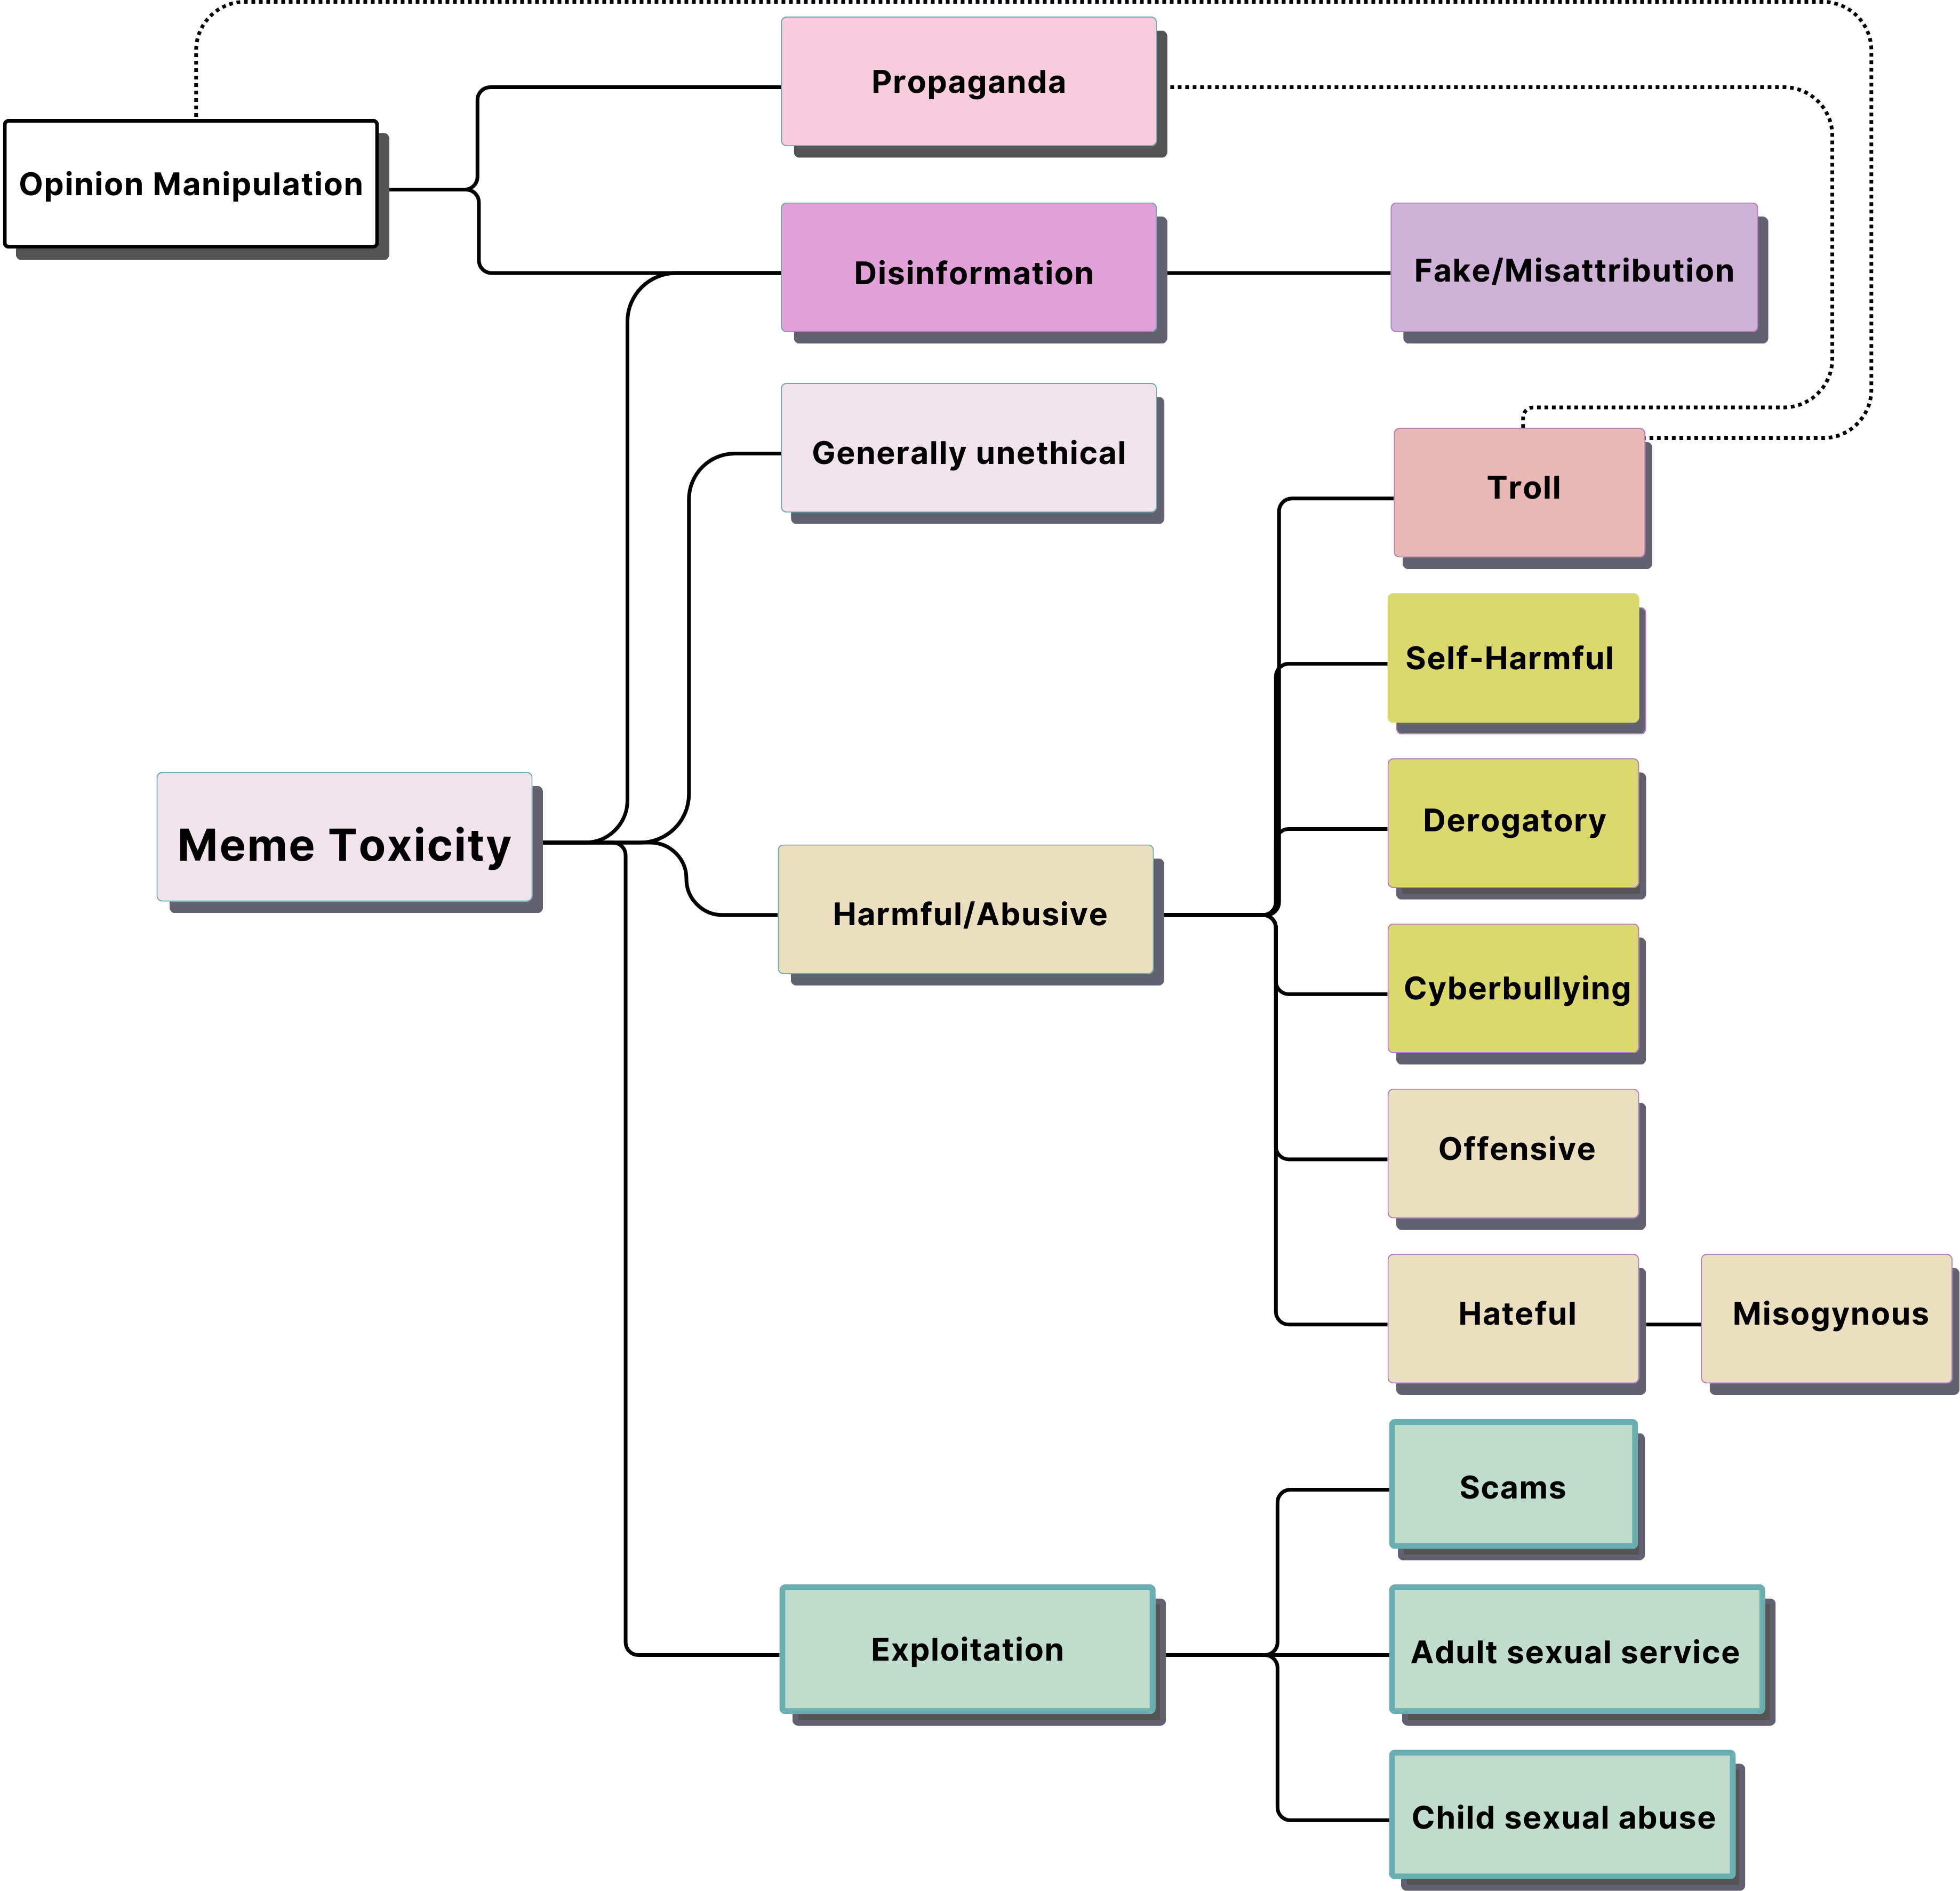 Propaganda
Opinion Manipulation
Disinformation
Fake/Misattribution
Generally unethical
Troll
Self-Harmful
Derogatory
Meme Toxicity
Harmful/Abusive
Cyberbullying
Offensive
Hateful
Misogynous
Scams
Exploitation
Adult sexual service
Child sexual abuse